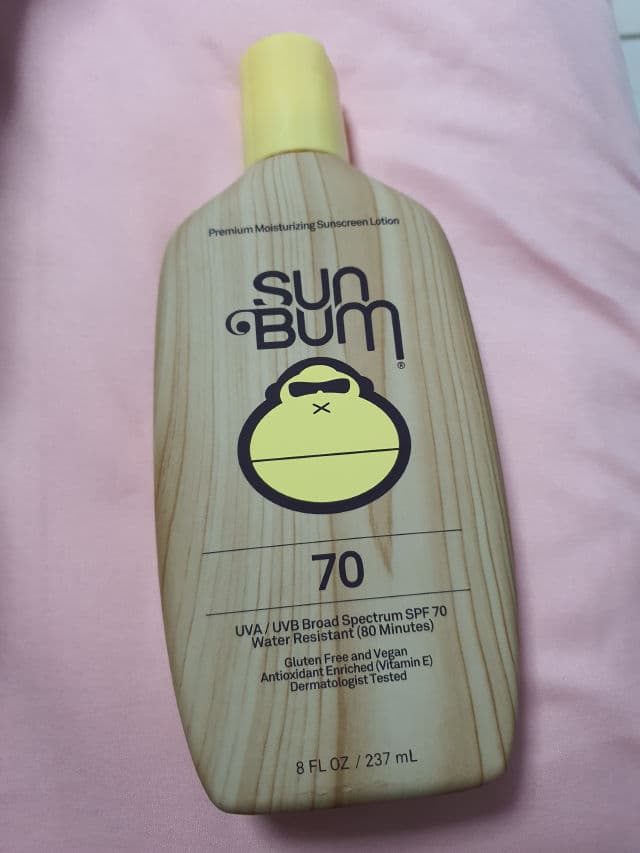 Premium Moisturizing Sunscreen Lotion
SUN
BUM®
70
UVA / UVB Broad Spectrum SPF 70
Water Resistant (80 Minutes)
Gluten Free and Vegan
Antioxidant Enriched (Vitamin E)
Dermatologist Tested
8 FL OZ / 237 mL